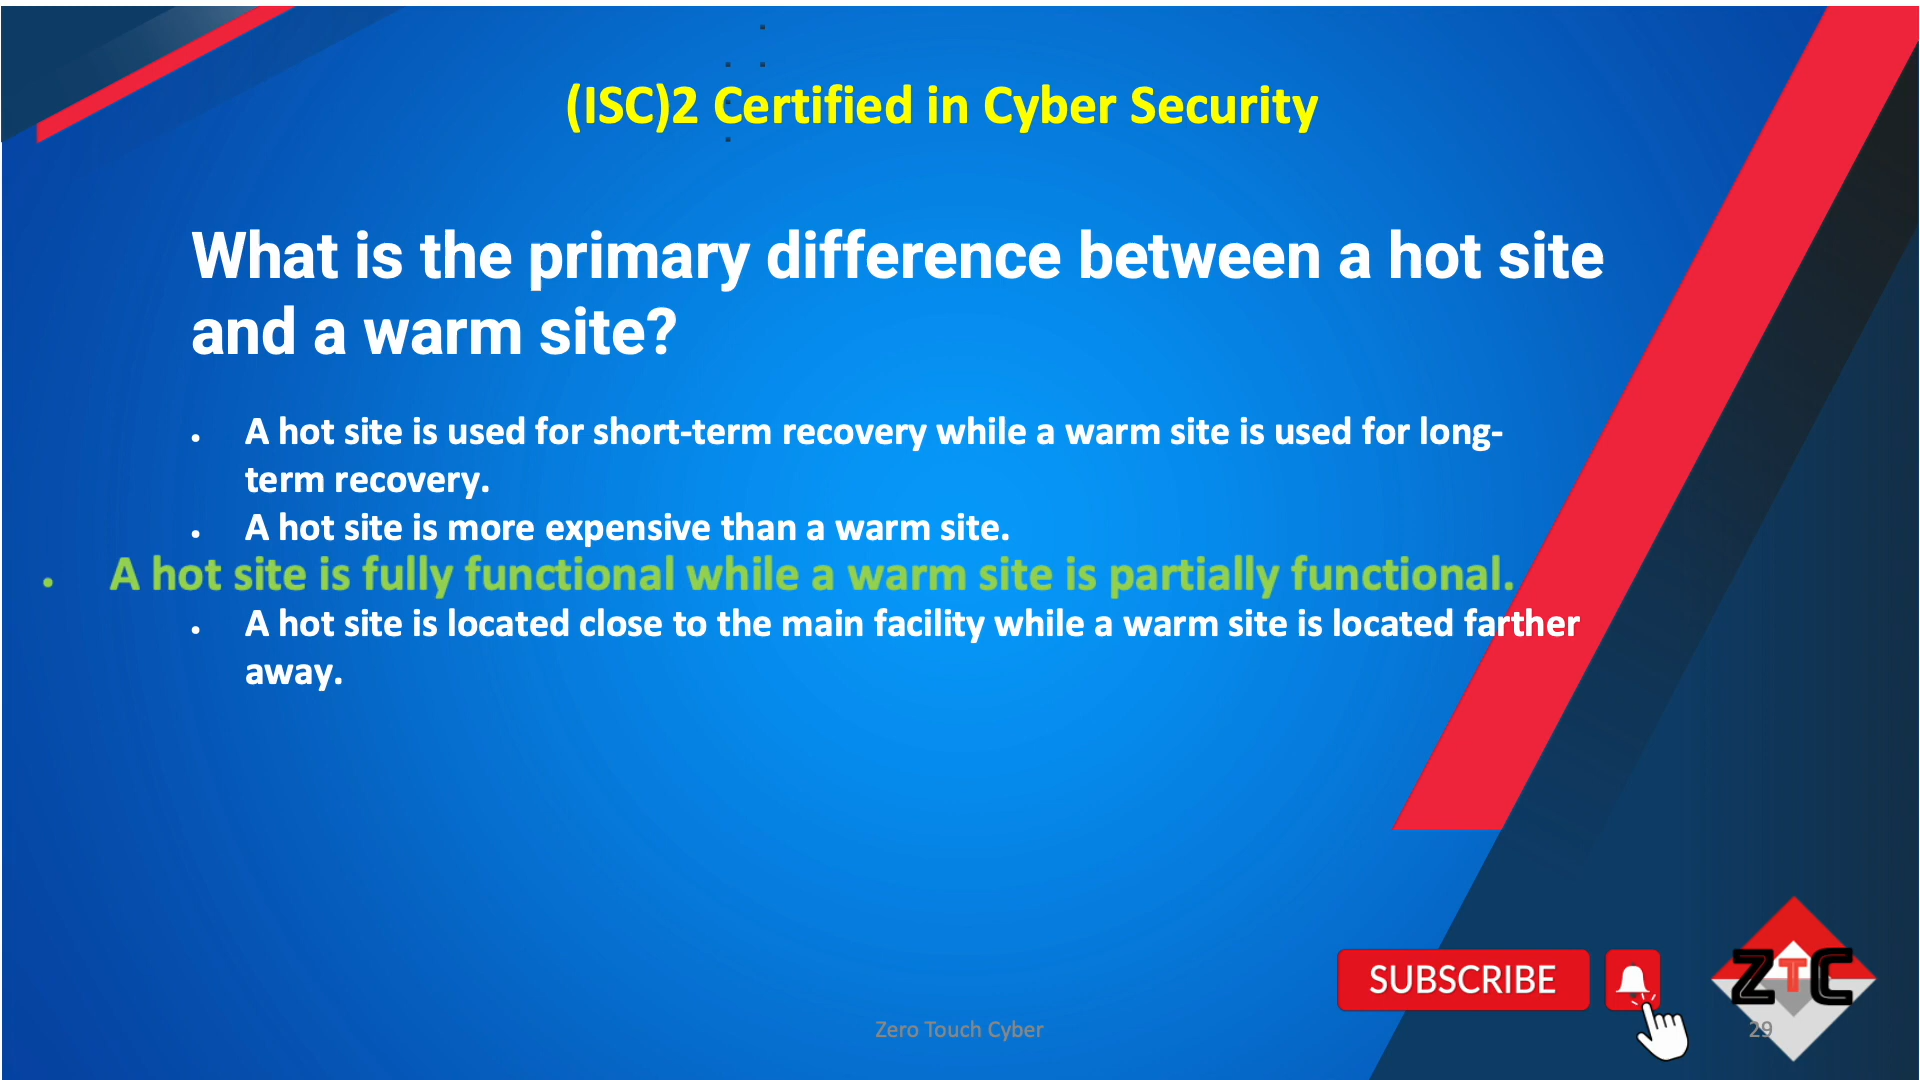 (ISC)2 Certified in Cyber Security
What is the primary difference between a hot site
and a warm site?
• A hot site is used for short-term recovery while a warm site is used for long-
term recovery.
• A hot site is more expensive than a warm site.
• A hot site is fully functional while a warm site is partially functional.
• A hot site is located close to the main facility while a warm site is located farther
away.
SUBSCRIBE
ZTC
Zero Touch Cyber
29